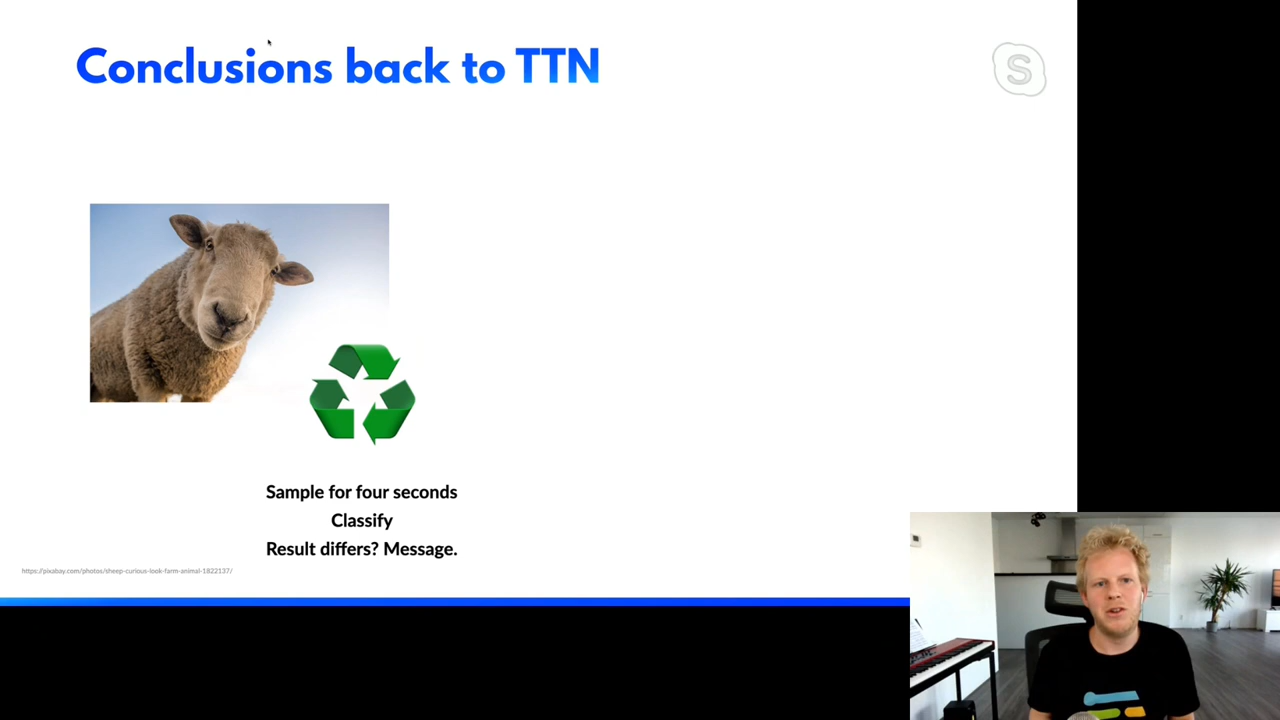 Conclusions back to TTN
S
Sample for four seconds
Classify
Result differs? Message.
https://pixabay.com/photos/sheep-curious-look-farm-animal-1822137/